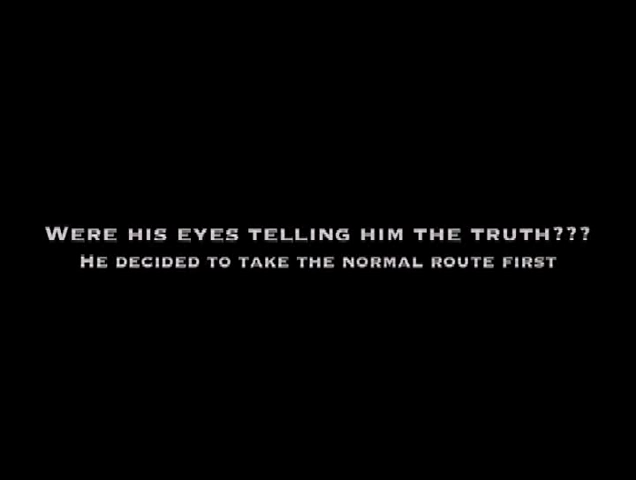 Were his eyes telling him the truth???
He decided to take the normal route first